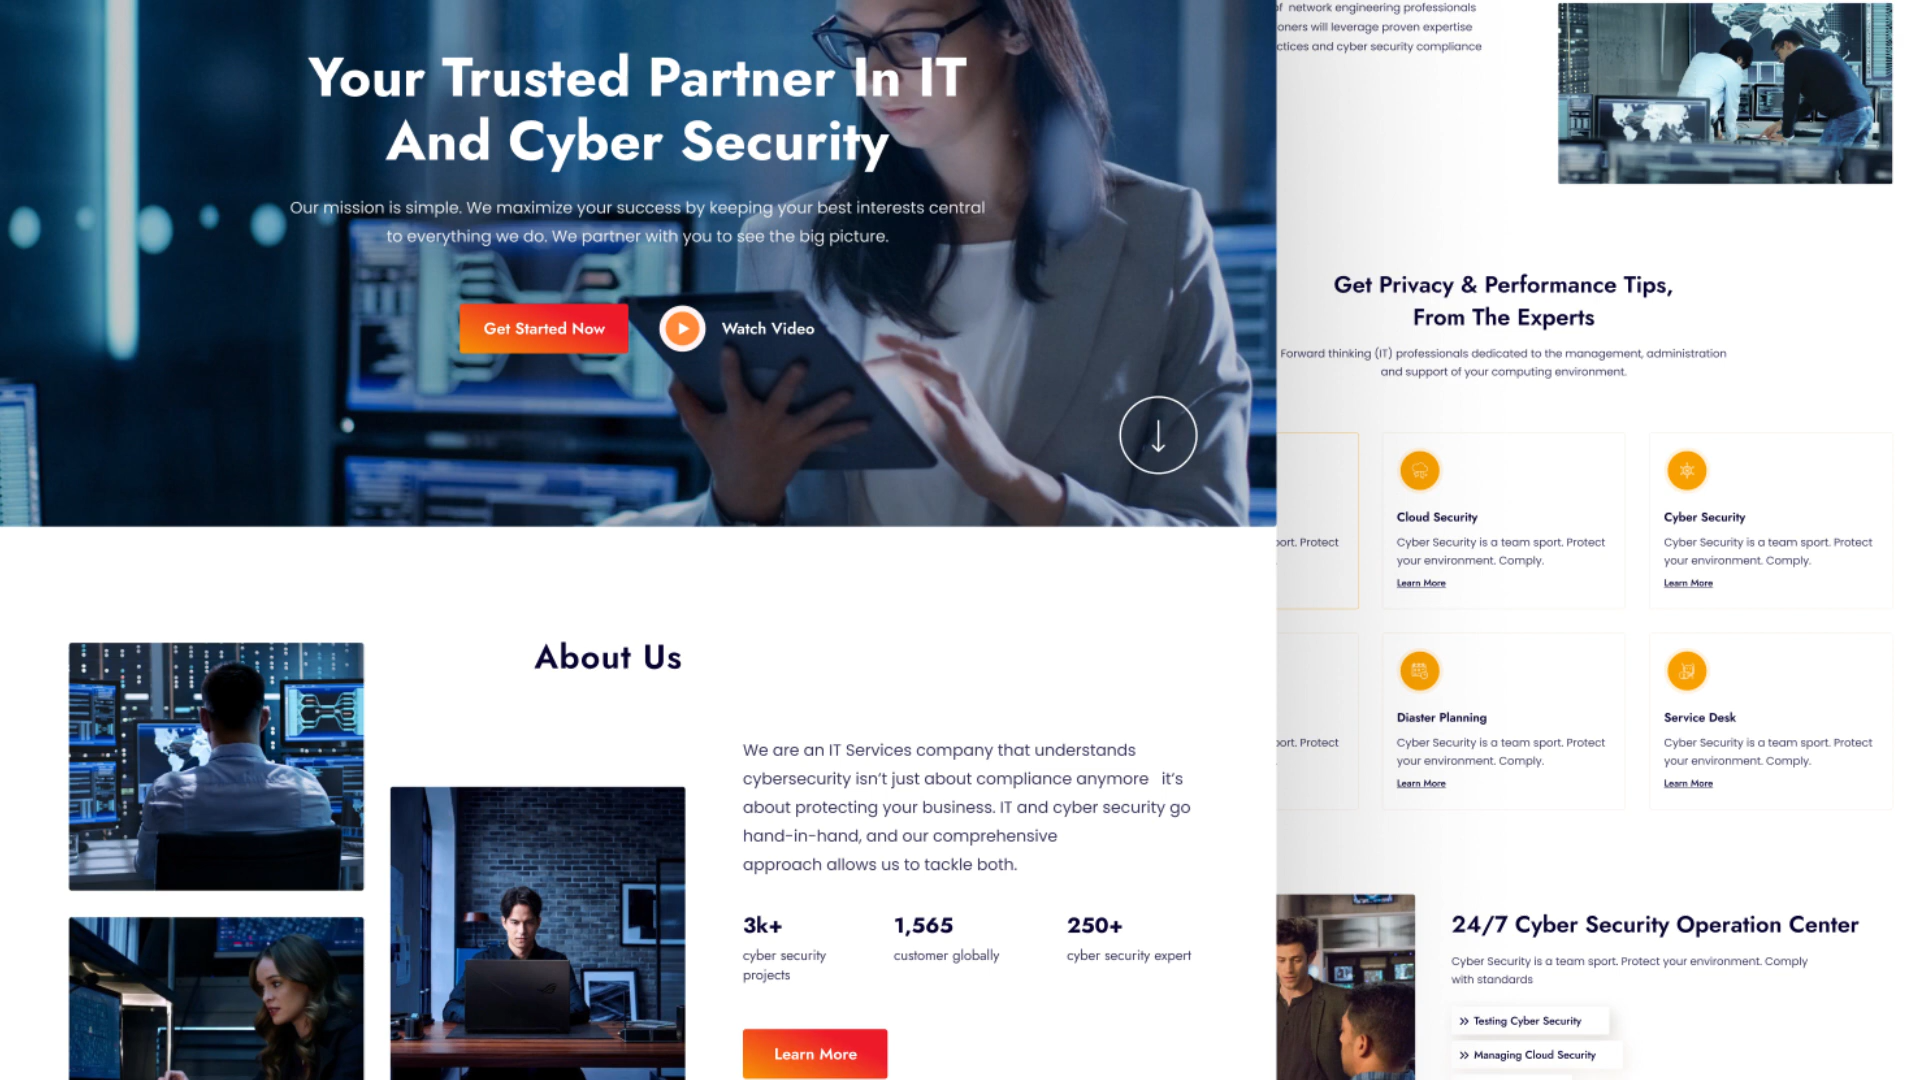 Your Trusted Partner In IT
And Cyber Security
Our mission is simple. We maximize your success by keeping your best interests central
to everything we do. We partner with you to see the big picture.
Get Started Now
Watch Video
About Us
We are an IT Services company that understands
cybersecurity isn't just about compliance anymore it's
about protecting your business. IT and cyber security go
hand-in-hand, and our comprehensive
approach allows us to tackle both.
3k+
cyber security
projects
1,565
customer globally
250+
cyber security expert
Learn More
of network engineering professionals
will leverage proven expertise
and cyber security compliance
Get Privacy & Performance Tips,
From The Experts
Forward thinking (IT) professionals dedicated to the management, administration
and support of your computing environment.
Protect
Cloud Security
Cyber Security is a team sport. Protect
your environment. Comply.
Learn More
Cyber Security
Cyber Security is a team sport. Protect
your environment. Comply.
Learn More
Protect
Diaster Planning
Cyber Security is a team sport. Protect
your environment. Comply.
Learn More
Service Desk
Cyber Security is a team sport. Protect
your environment. Comply.
Learn More
24/7 Cyber Security Operation Center
Cyber Security is a team sport. Protect your environment. Comply
with standards
Testing Cyber Security
Managing Cloud Security